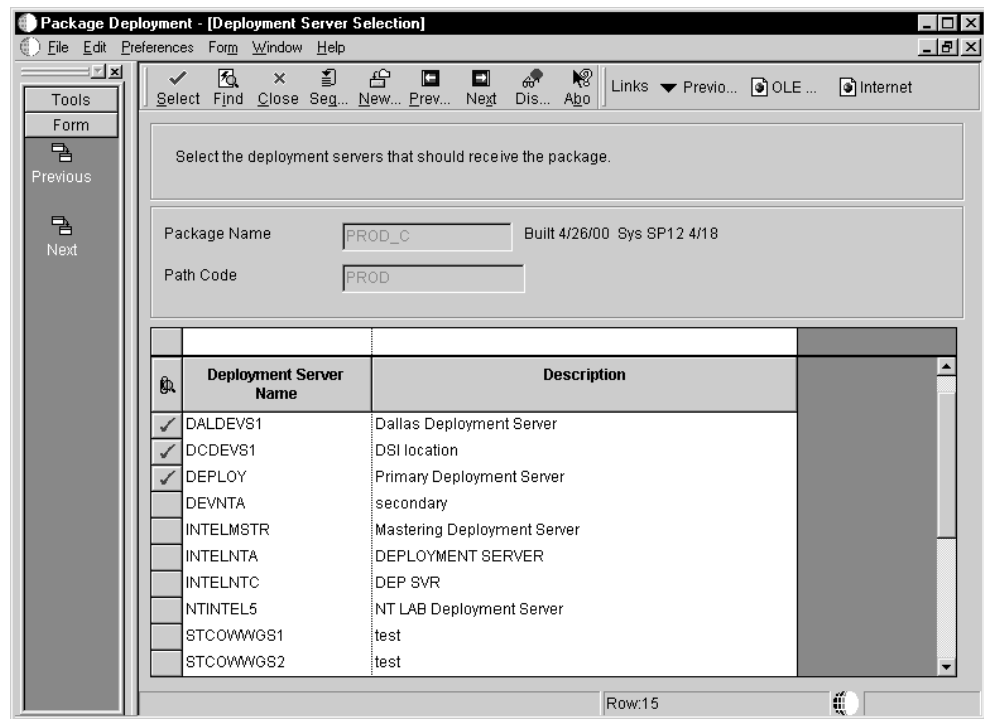 Package Deployment - [Deployment Server Selection]
File Edit Preferences Form Window Help
Tools
Form
Previous
Next
Select Find Close Seq... New... Prev... Next Dis... Abo Links Previo... OLE ... Internet
Select the deployment servers that should receive the package.
Package Name PROD_C Built 4/26/00 Sys SP12 4/18
Path Code PROD
Deployment Server Name Description
DALDEVS1 Dallas Deployment Server
DCDEVS1 DSI location
DEPLOY Primary Deployment Server
DEVNTA secondary
INTELMSTR Mastering Deployment Server
INTELNTA DEPLOYMENT SERVER
INTELNTC DEP SVR
NTINTEL5 NT LAB Deployment Server
STCOWWGS1 test
STCOWWGS2 test
Row:15